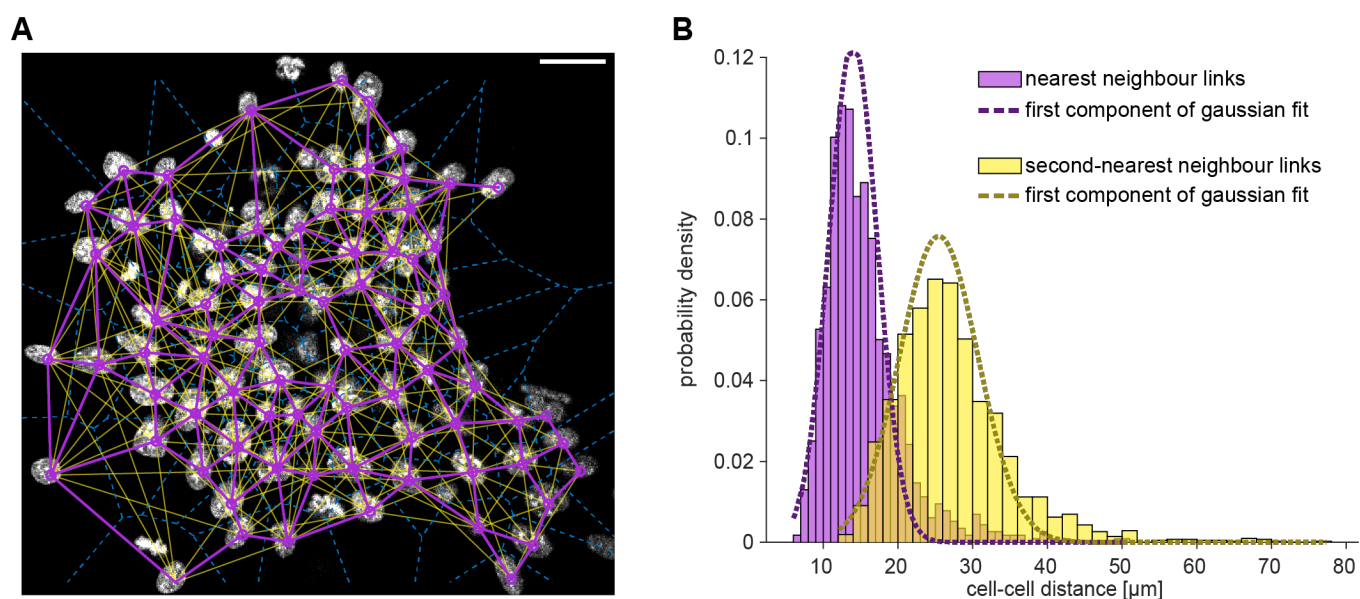 A
B
0.12
0.1
0.08
0.06
0.04
0.02
0
probability density
nearest neighbour links
first component of gaussian fit
second-nearest neighbour links
first component of gaussian fit
10 20 30 40 50 60 70 80
cell-cell distance [µm]